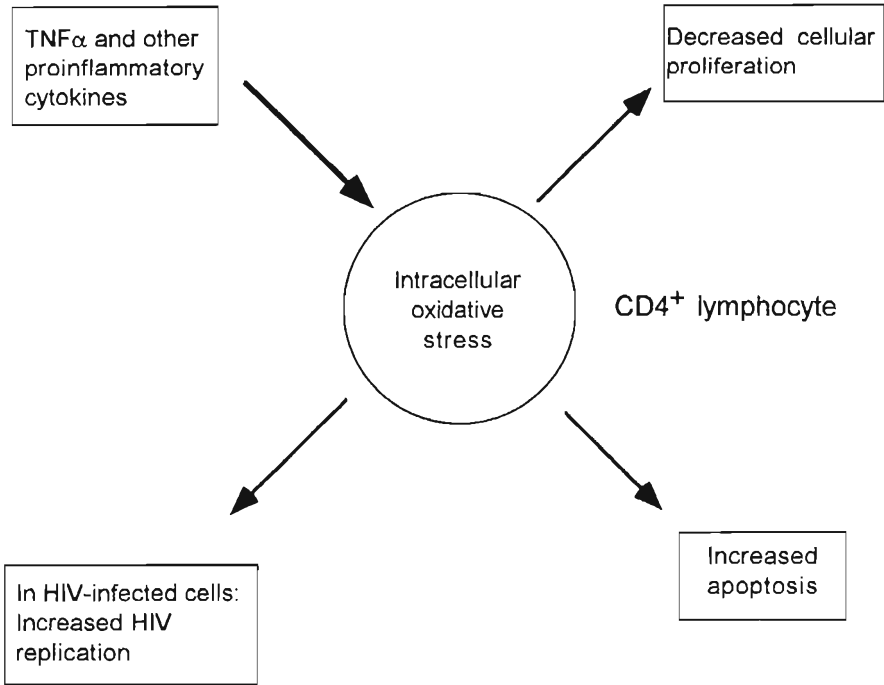 TNFα and other
proinflammatory
cytokines
Decreased cellular
proliferation
Intracellular
oxidative
stress
CD4+ lymphocyte
In HIV-infected cells:
Increased HIV
replication
Increased
apoptosis